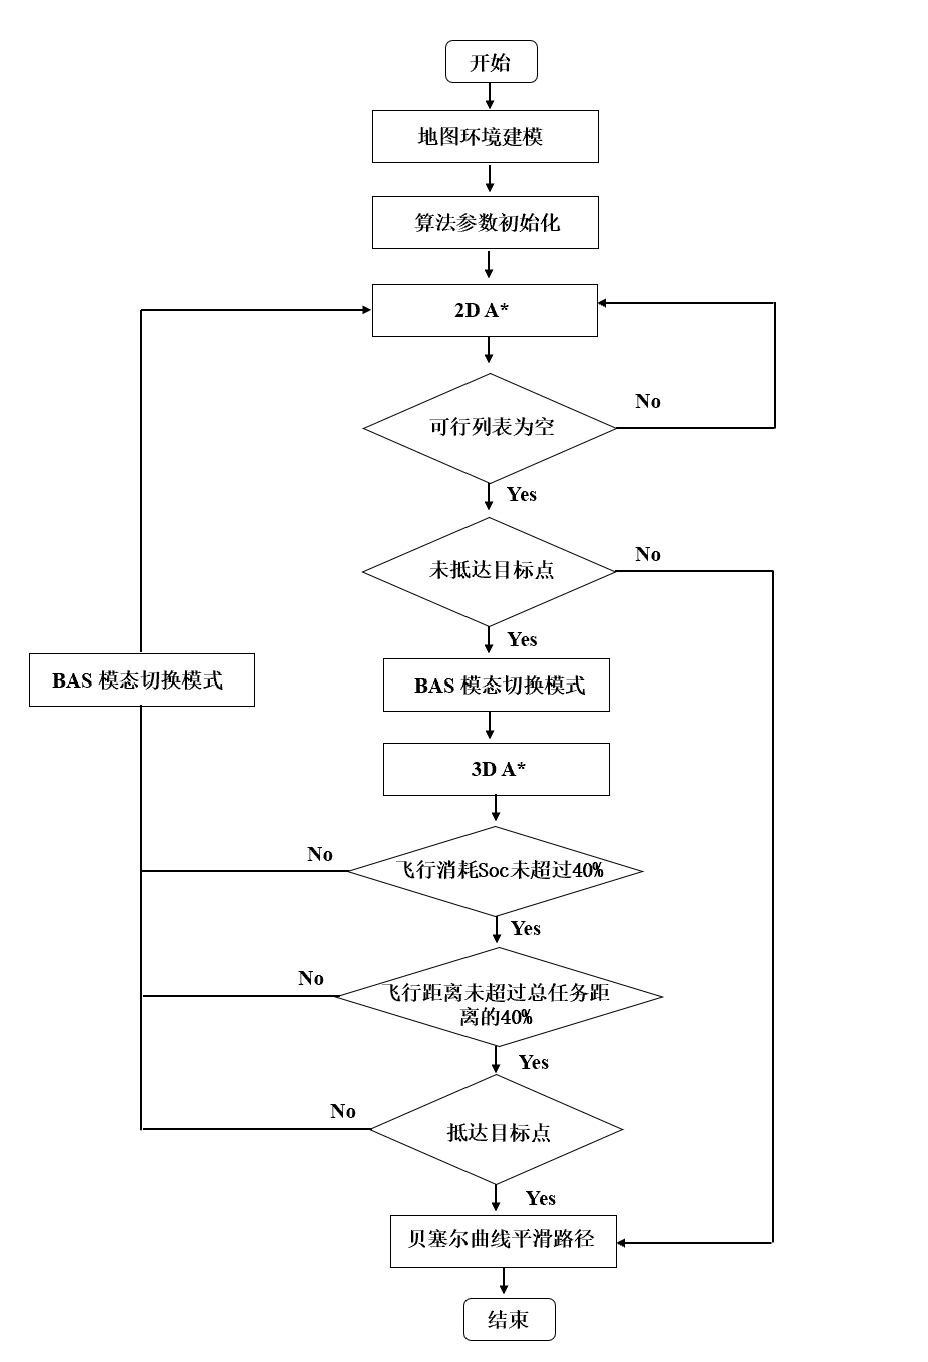 开始
地图环境建模
算法参数初始化
2D A*
No
可行列表为空
Yes
No
未抵达目标点
Yes
BAS 模态切换模式
BAS 模态切换模式
3D A*
No
飞行消耗Soc未超过40%
Yes
No
飞行距离未超过总任务距
离的40%
Yes
No
抵达目标点
Yes
贝塞尔曲线平滑路径
结束